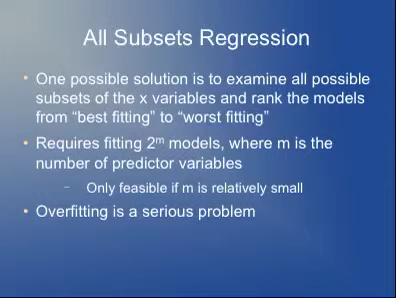 All Subsets Regression
• One possible solution is to examine all possible
subsets of the x variables and rank the models
from “best fitting” to “worst fitting”
• Requires fitting 2ᵐ models, where m is the
number of predictor variables
– Only feasible if m is relatively small
• Overfitting is a serious problem